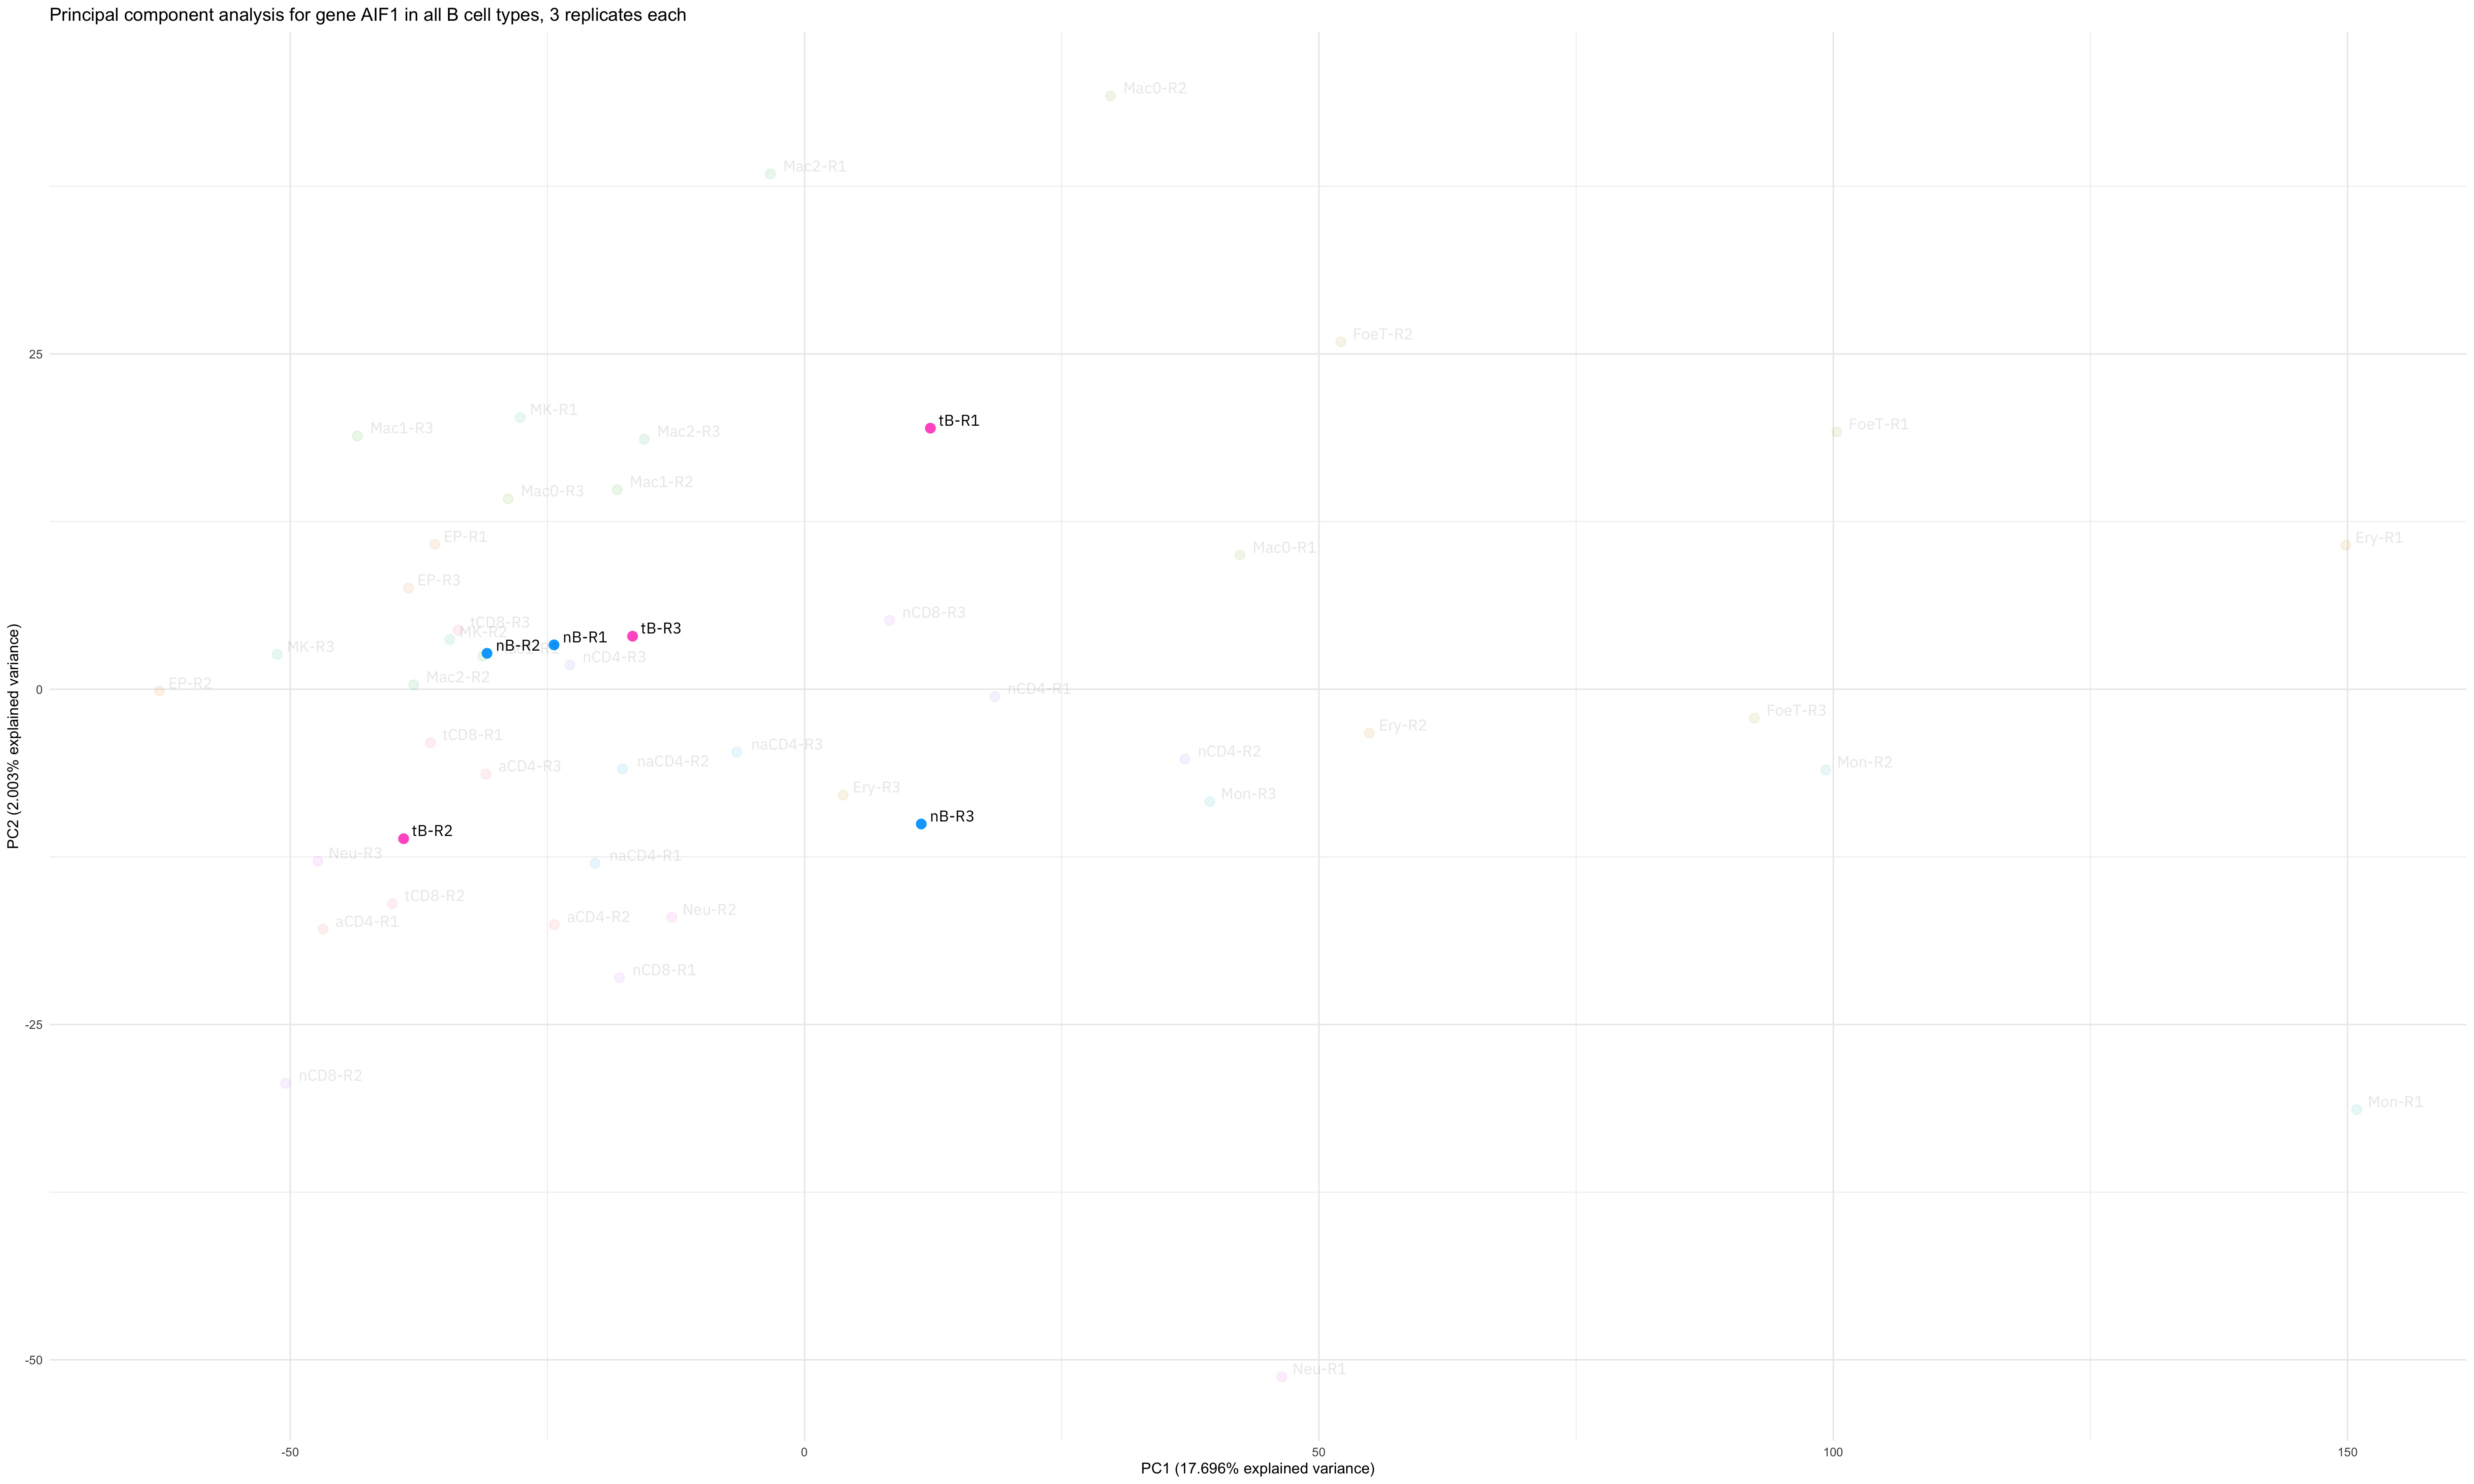 Principal component analysis for gene AIF1 in all B cell types, 3 replicates each
Mac0-R2
Mac2-R1
FoeT-R2
25
MK-R1
Mac1-R3
Mac2-R3
tB-R1
FoeT-R1
Mac1-R2
Mac0-R3
EP-R1
Mac0-R1
Ery-R1
EP-R3
nCD8-R3
tCD8-R3
MK-R2
tB-R3
nB-R1
nB-R2
MK-R3
nCD4-R3
Mac2-R2
EP-R2
0
nCD4-R1
FoeT-R3
Ery-R2
tCD8-R1
naCD4-R3
nCD4-R2
aCD4-R3
naCD4-R2
Mon-R2
Ery-R3
Mon-R3
nB-R3
tB-R2
Neu-R3
naCD4-R1
tCD8-R2
Neu-R2
aCD4-R1
aCD4-R2
nCD8-R1
-25
nCD8-R2
Mon-R1
-50
Neu-R1
PC2 (2.003% explained variance)
-50
0
50
100
150
PC1 (17.696% explained variance)